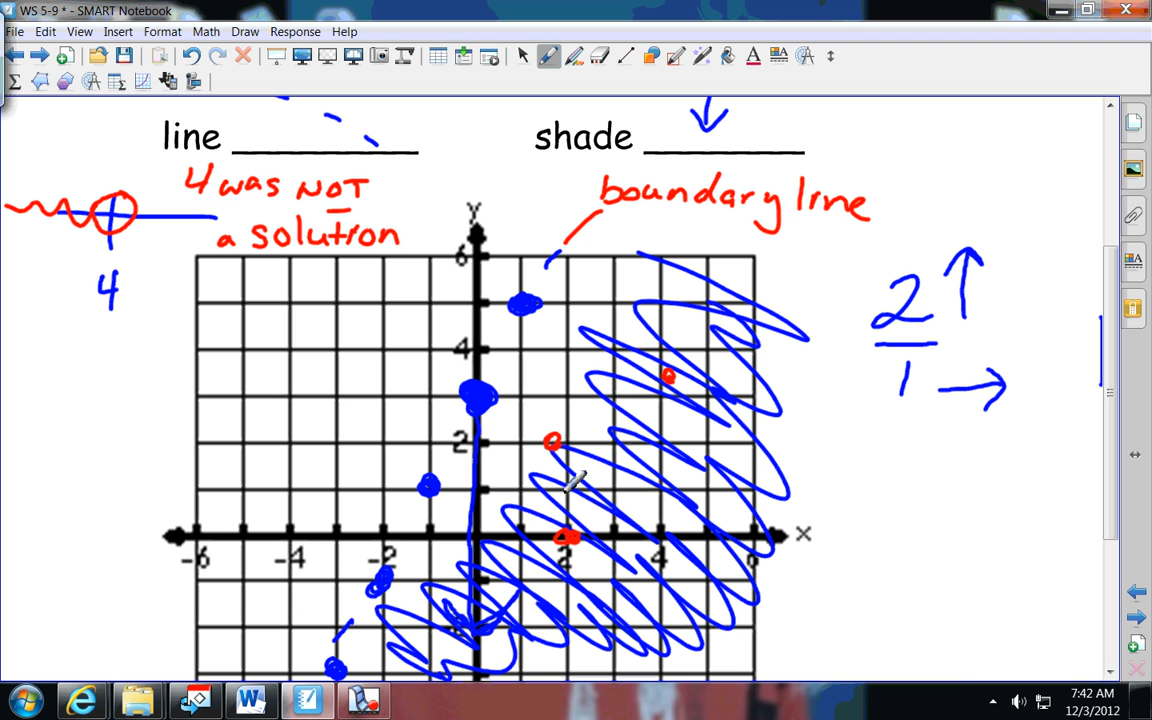 WS 5-9 * - SMART Notebook
File Edit View Insert Format Math Draw Response Help
line _________ shade ________
4 was NOT
a solution
boundary line
4
Y
6
4
2
-6 -4 -2 2 4 6
X
2
1
7:42 AM
12/3/2012